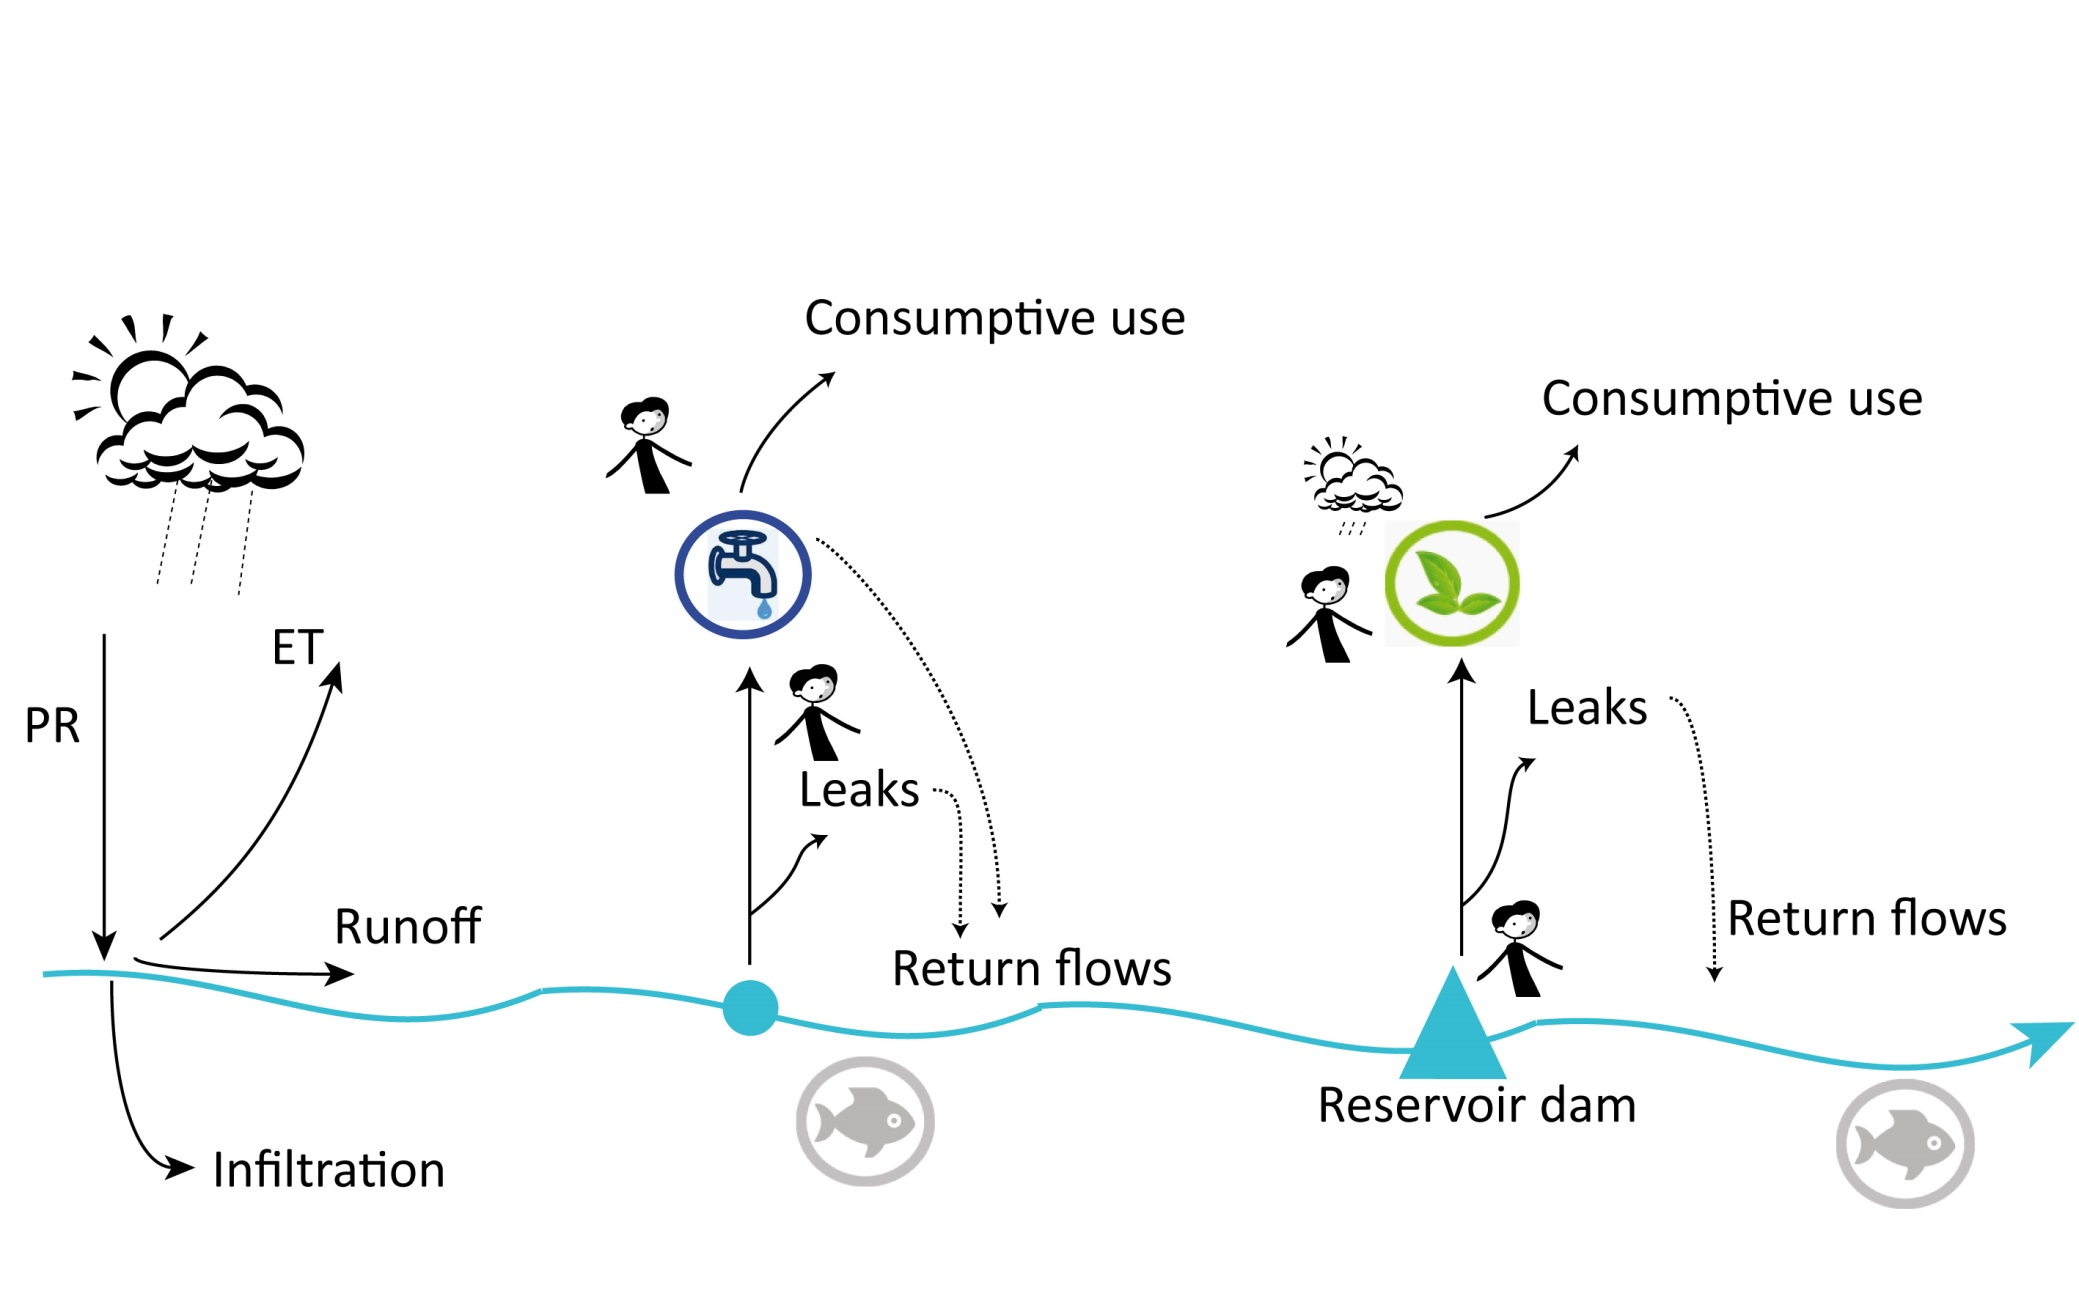 Consumptive use
Consumptive use
ET
PR
Leaks
Leaks
Runoff
Return flows
Return flows
Reservoir dam
Infiltration